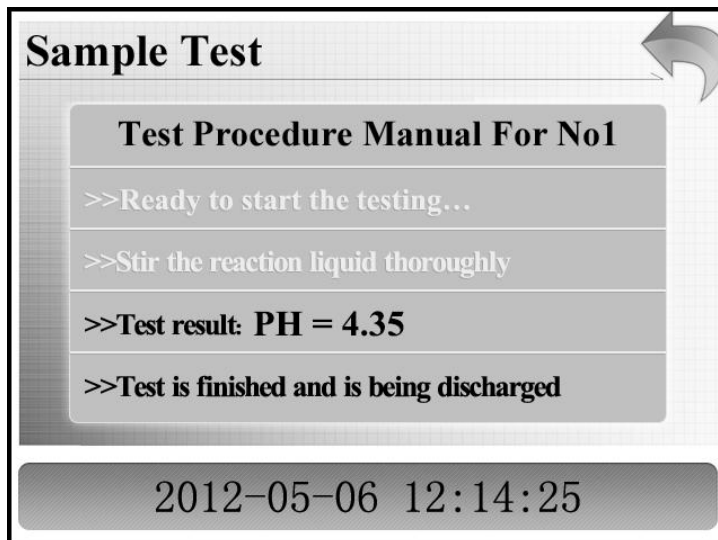 Sample Test
Test Procedure Manual For No1
>>Ready to start the testing...
>>Stir the reaction liquid thoroughly
>>Test result: PH = 4.35
>>Test is finished and is being discharged
2012-05-06 12:14:25